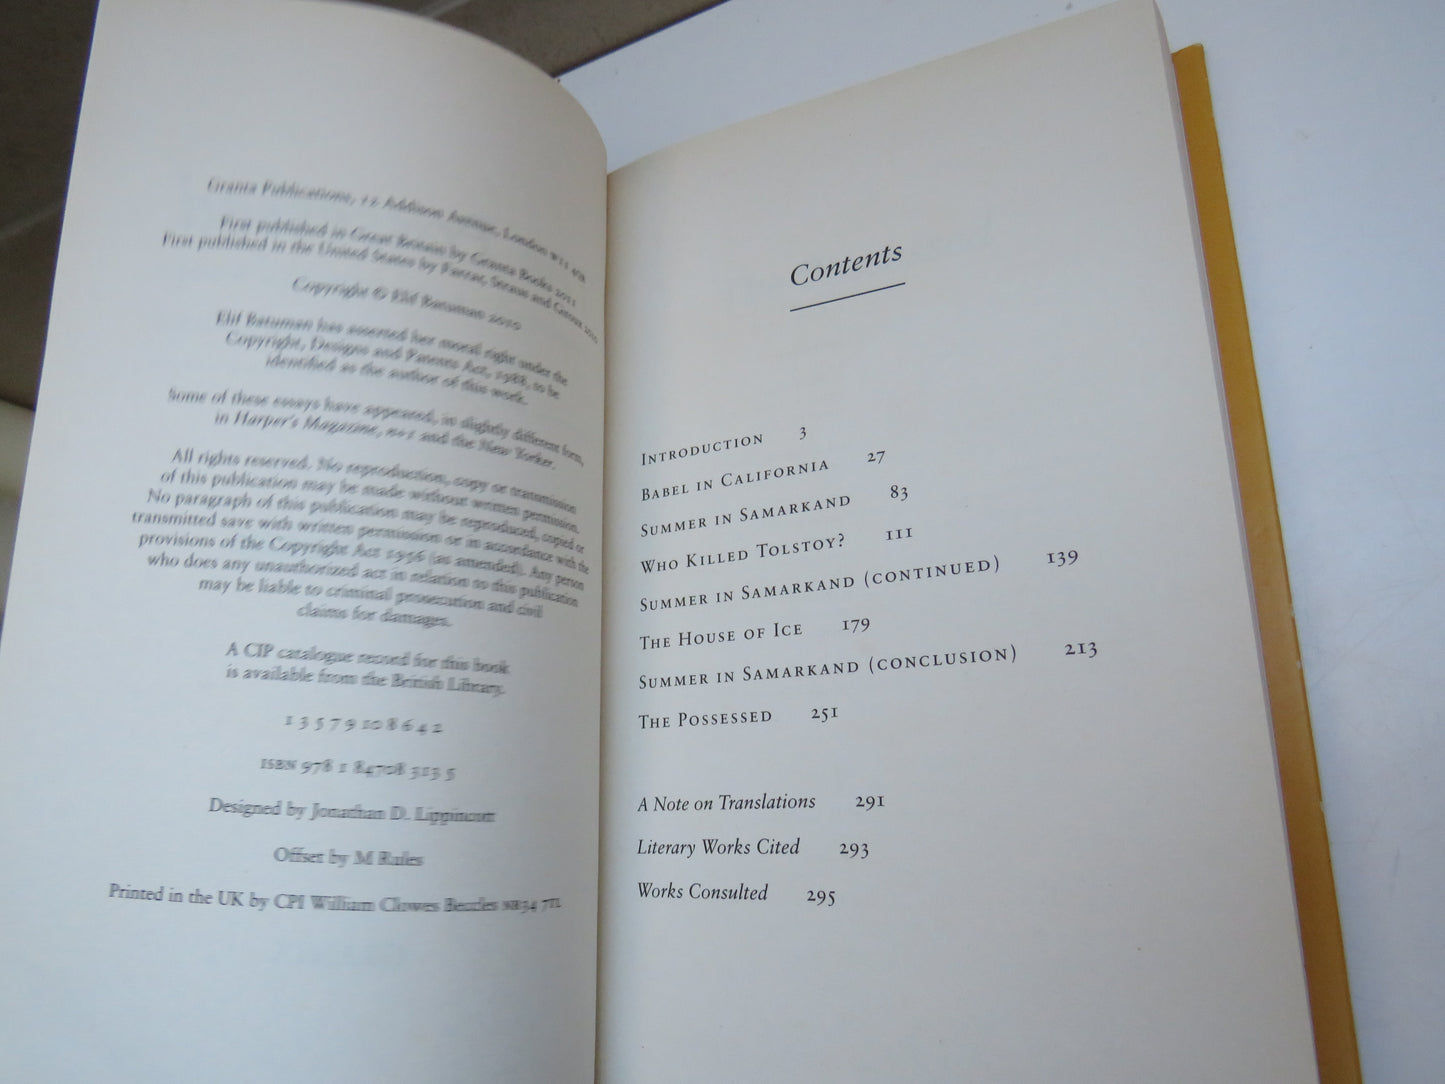 Granta Publications, 12 Addison Avenue, London W11 4QR
First published in Great Britain by Granta Books 2011
First published in the United States by Farrar, Straus and Giroux 2010
Copyright © Elif Batuman 2010
Elif Batuman has asserted her moral right under the
Copyright, Designs and Patents Act, 1988, to be
identified as the author of this work.
Some of these essays have appeared, in slightly different form,
in Harper's Magazine, n+1 and the New Yorker.
All rights reserved. No reproduction, copy or transmission
of this publication may be made without written permission.
No paragraph of this publication may be reproduced, copied or
transmitted save with written permission or in accordance with the
provisions of the Copyright Act 1956 (as amended). Any person
who does any unauthorized act in relation to this publication
may be liable to criminal prosecution and civil
claims for damages.
A CIP catalogue record for this book
is available from the British Library.
1 3 5 7 9 10 8 6 4 2
ISBN 978 1 84708 313 5
Designed by Jonathan D. Lippincott
Offset by M Rules
Printed in the UK by CPI William Clowes Beccles NR34 7TL
Contents
INTRODUCTION 3
BABEL IN CALIFORNIA 27
SUMMER IN SAMARKAND 83
WHO KILLED TOLSTOY? 111
SUMMER IN SAMARKAND (CONTINUED) 139
THE HOUSE OF ICE 179
SUMMER IN SAMARKAND (CONCLUSION) 213
THE POSSESSED 251
A Note on Translations 291
Literary Works Cited 293
Works Consulted 295